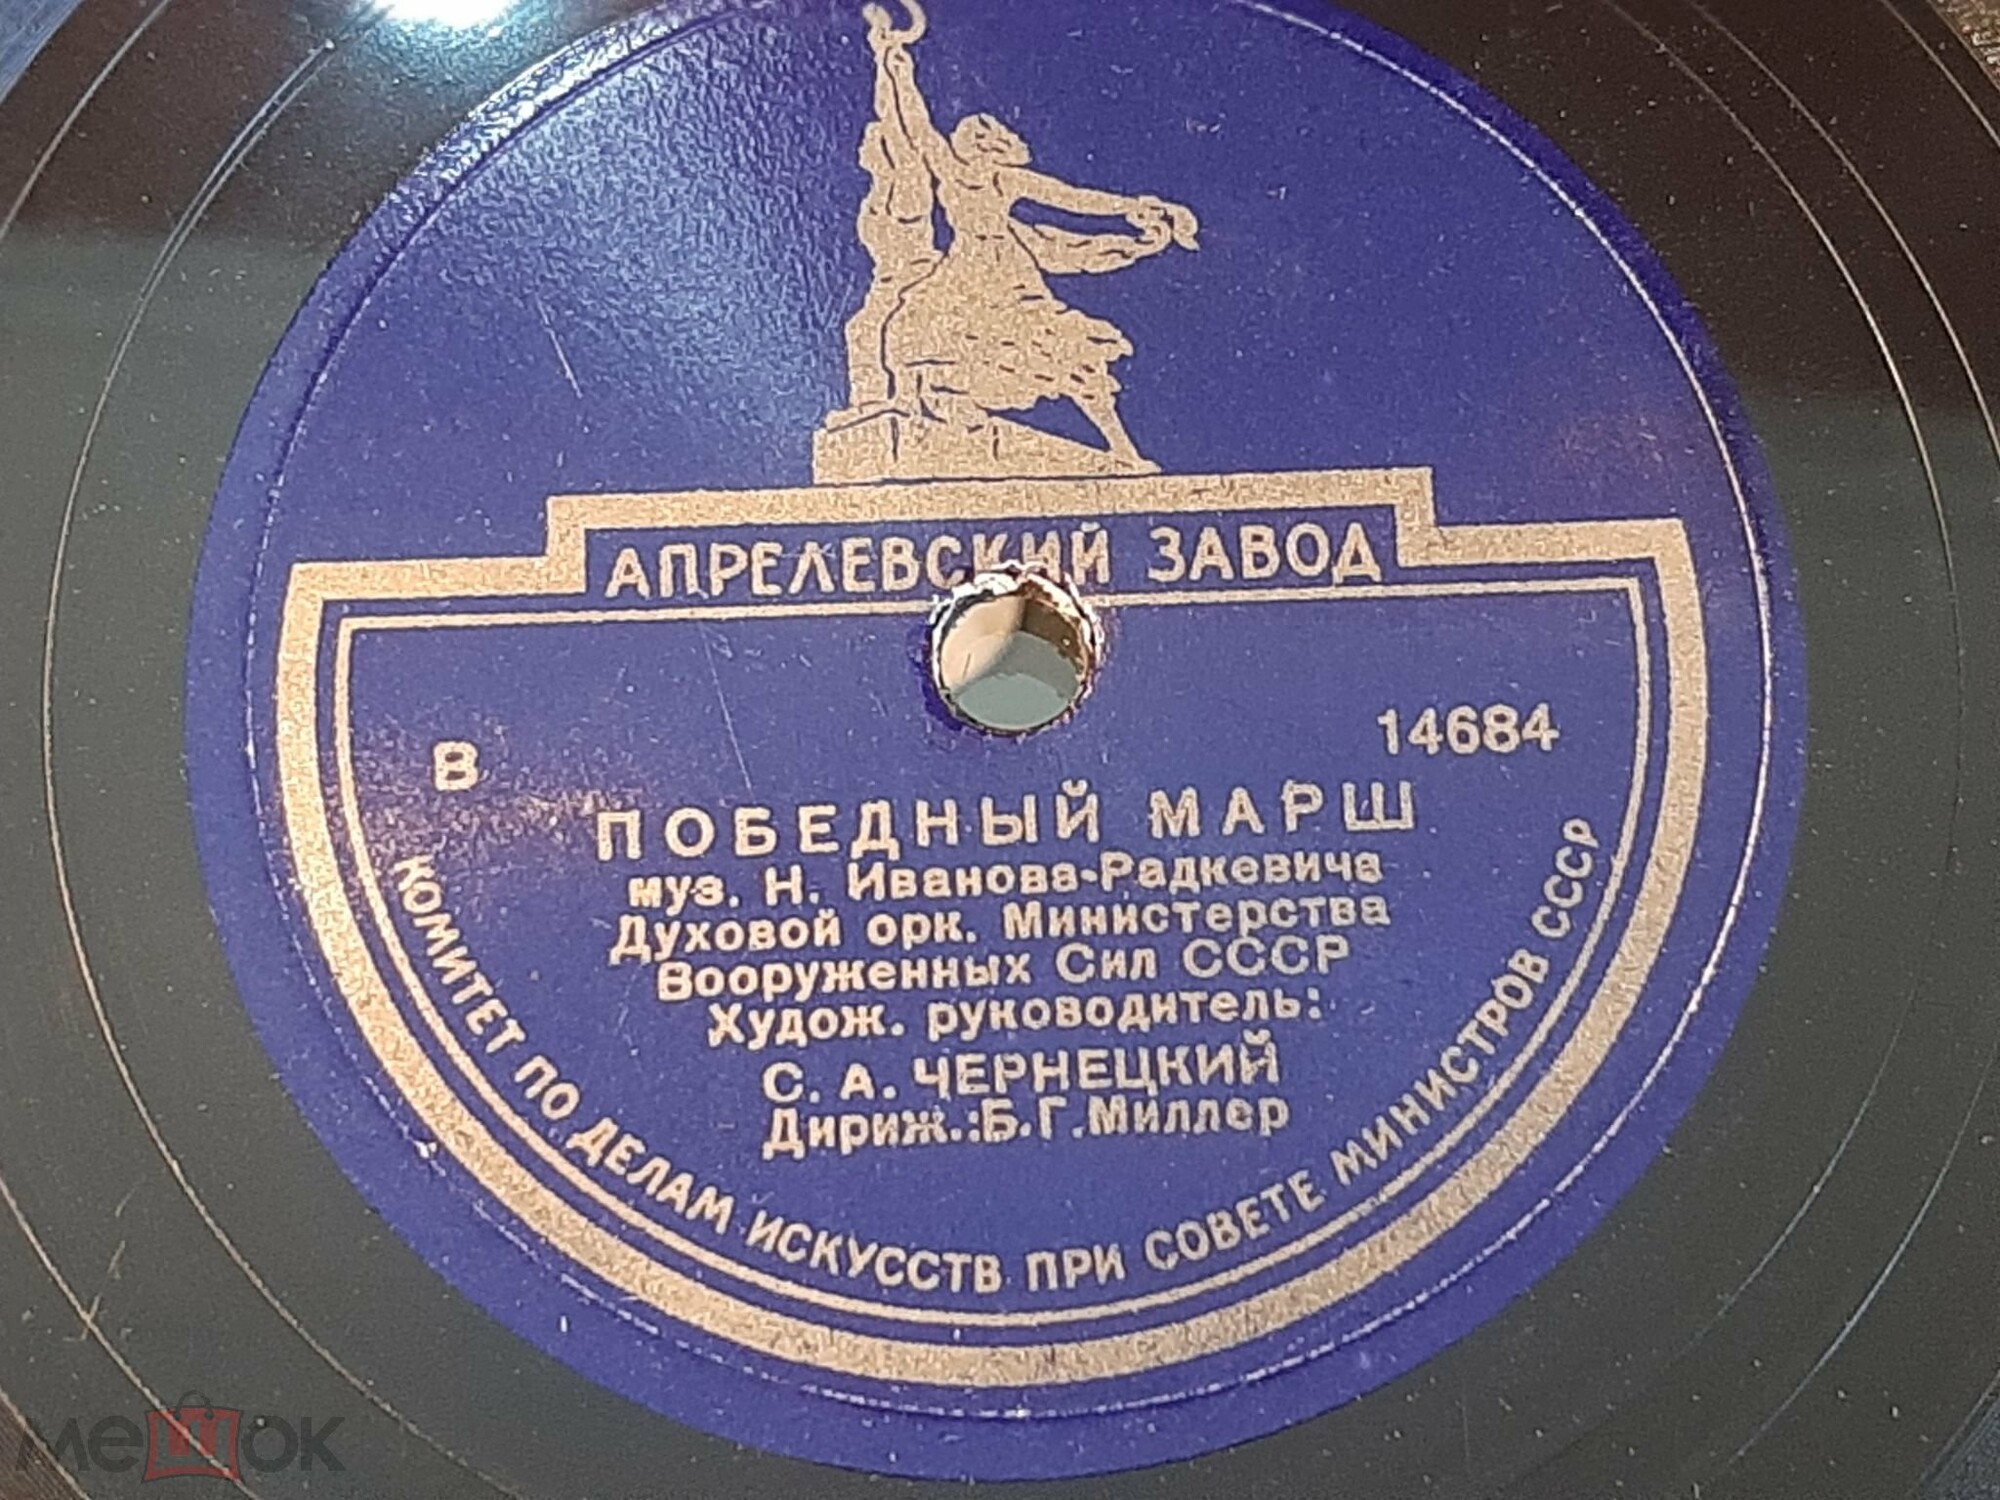 АПРЕЛЕВСКИЙ ЗАВОД
В 14684
ПОБЕДНЫЙ МАРШ
муз. Н. Иванова-Радкевича
Духовой орк. Министерства
Вооруженных Сил СССР
Худож. руководитель:
С. А. ЧЕРНЕЦКИЙ
Дириж.: Б. Г. Миллер
КОМИТЕТ ПО ДЕЛАМ ИСКУССТВ ПРИ СОВЕТЕ МИНИСТРОВ СССР
мешок